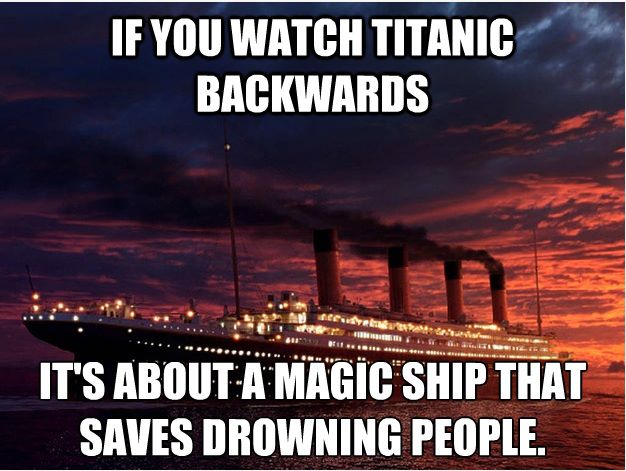 IF YOU WATCH TITANIC
BACKWARDS
IT'S ABOUT A MAGIC SHIP THAT
SAVES DROWNING PEOPLE.